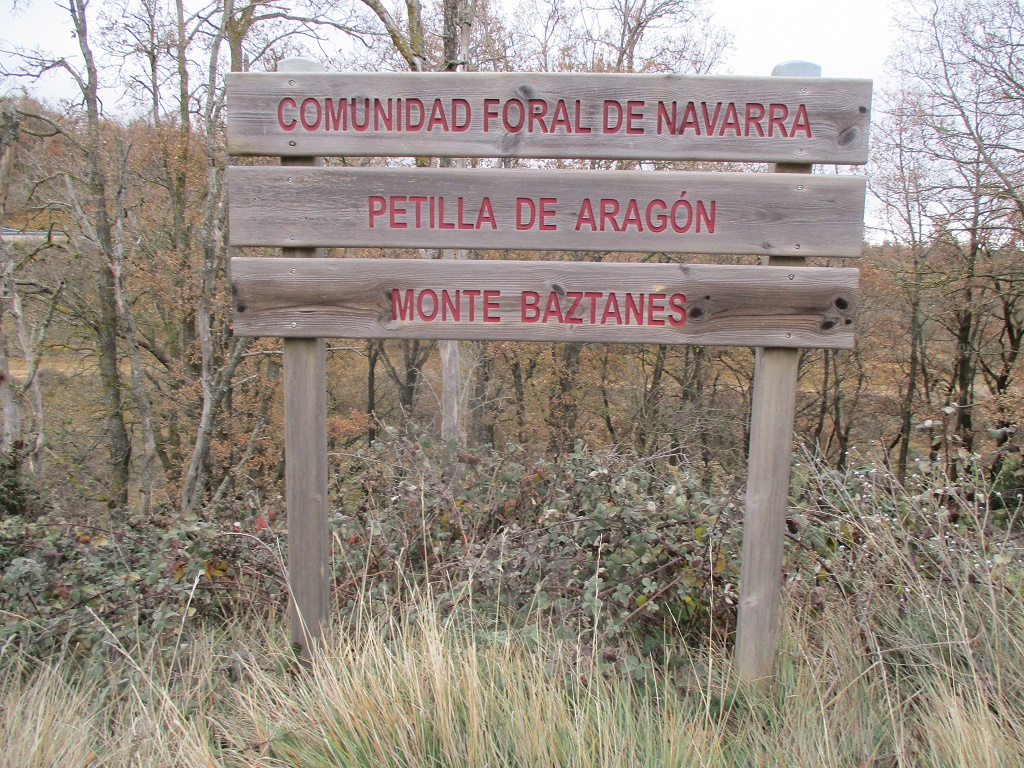 COMUNIDAD FORAL DE NAVARRA
PETILLA DE ARAGÓN
MONTE BAZTANES